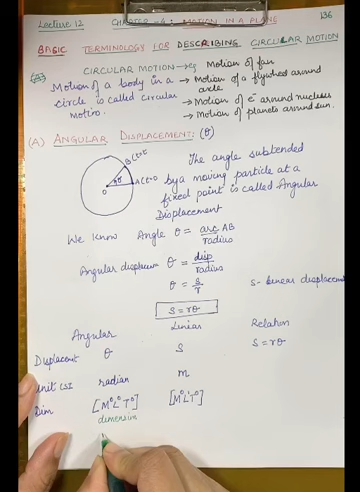 Lecture 12 CHAPTER-4: MOTION IN A PLANE 136
BASIC TERMINOLOGY FOR DESCRIBING CIRCULAR MOTION
CIRCULAR MOTION → eg Motion of fan
Motion of a body in a → Motion of a flywheel around
circle is called circular axle
motion. → Motion of e⁻ around nucleus
→ Motion of planets around sun.
(A) ANGULAR DISPLACEMENT: (θ)
B(t=t
A(t=0
O
The angle subtended
by a moving particle at a
fixed point is called Angular
Displacement
We know Angle θ = arc AB
radius
Angular displacem θ = disp
radius
θ = S/r S- linear displacement
S = rθ
Angular Linear Relation
Displacement θ S S = rθ
Unit (SI) radian m
Dim [M⁰L⁰T⁰] [M⁰L¹T⁰]
dimension